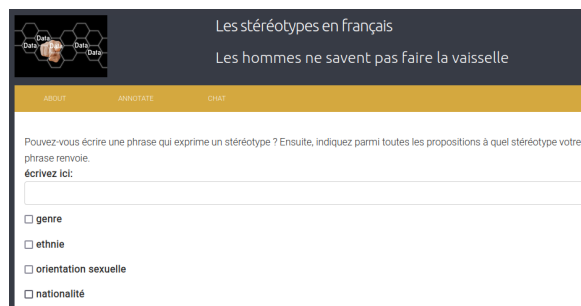 Les stéréotypes en français
Data
Data
Data
Data
Les hommes ne savent pas faire la vaisselle
ABOUT ANNOTATE CHAT
Pouvez-vous écrire une phrase qui exprime un stéréotype ? Ensuite, indiquez parmi toutes les propositions à quel stéréotype votre
phrase renvoie.
écrivez ici:
genre
ethnie
orientation sexuelle
nationalité